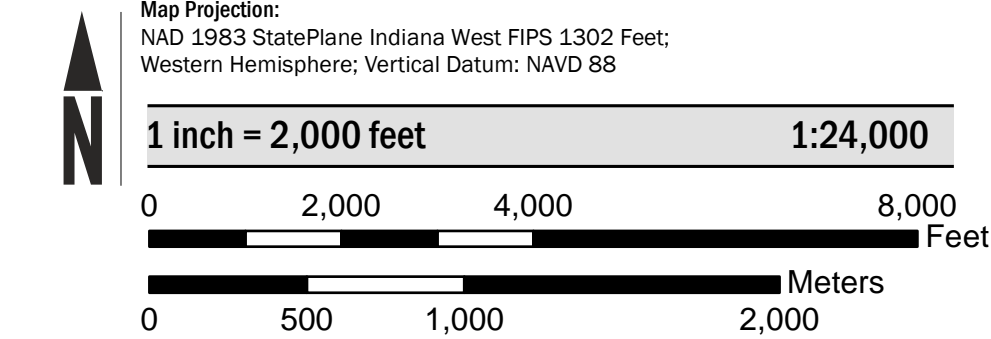 Map Projection:
NAD 1983 StatePlane Indiana West FIPS 1302 Feet;
Western Hemisphere; Vertical Datum: NAVD 88
N
1 inch = 2,000 feet 1:24,000
0 2,000 4,000 8,000
Feet
Meters
0 500 1,000 2,000